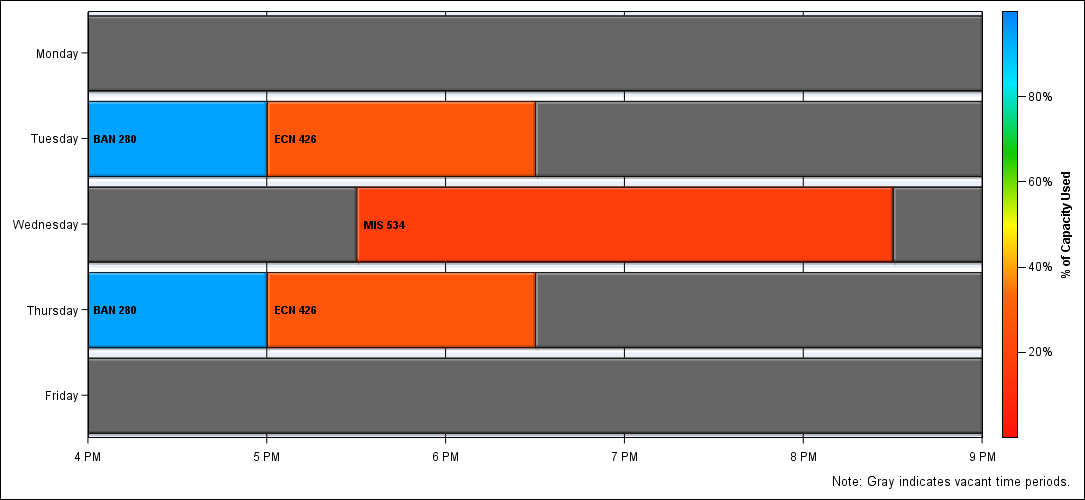 Monday
Tuesday
BAN 280
ECN 426
Wednesday
MIS 534
Thursday
BAN 280
ECN 426
Friday
4 PM
5 PM
6 PM
7 PM
8 PM
9 PM
80%
60%
40%
20%
% of Capacity Used
Note: Gray indicates vacant time periods.